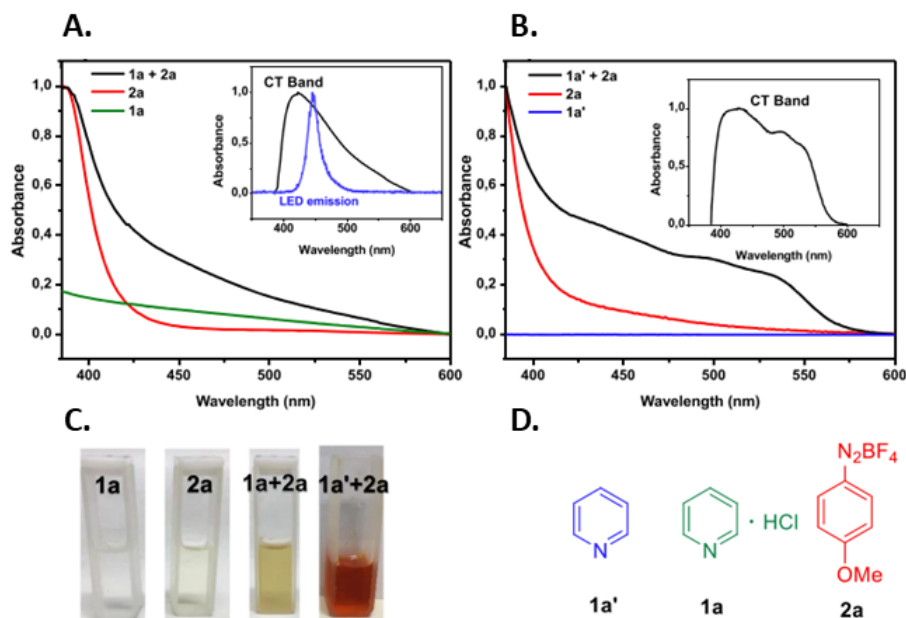 A.
1a + 2a
2a
1a
CT Band
LED emission
Absorbance
1,0
0,5
0,0
400 500 600
Wavelength (nm)
Absorbance
1,0
0,8
0,6
0,4
0,2
0,0
400 450 500 550 600
Wavelength (nm)
B.
1a' + 2a
2a
1a'
CT Band
Abosrbance
1,0
0,5
0,0
400 500 600
Wavelength (nm)
Absorbance
1,0
0,8
0,6
0,4
0,2
0,0
400 450 500 550 600
Wavelength (nm)
C.
1a
2a
1a+2a
1a'+2a
D.
N
1a'
N · HCl
1a
N₂BF₄
OMe
2a